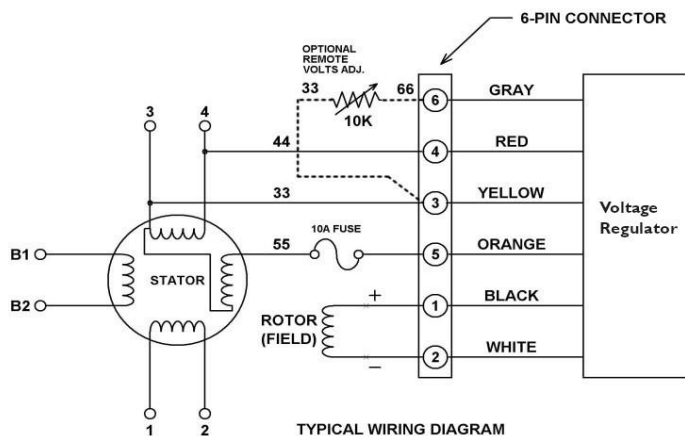 6-PIN CONNECTOR
OPTIONAL
REMOTE
VOLTS ADJ.
33
66
10K
6
GRAY
3
4
44
4
RED
33
3
YELLOW
Voltage
Regulator
10A FUSE
B1
55
5
ORANGE
STATOR
B2
+
1
BLACK
ROTOR
(FIELD)
–
2
WHITE
1
2
TYPICAL WIRING DIAGRAM